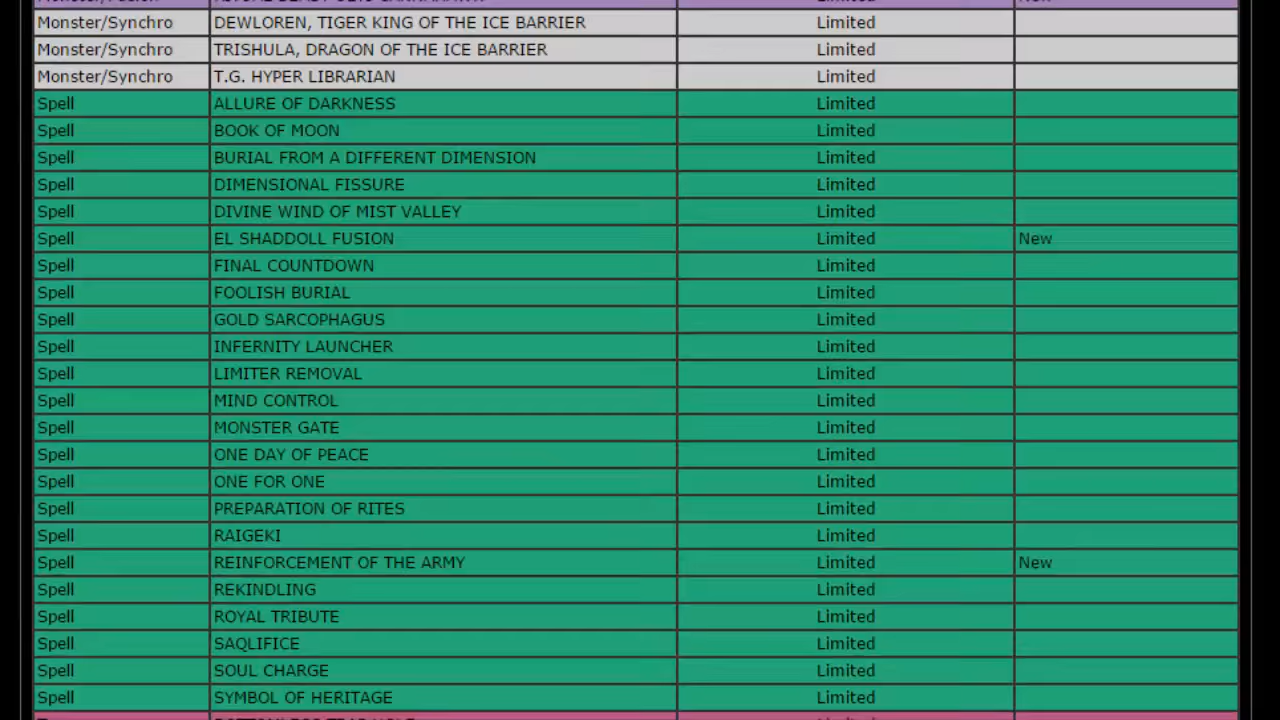 Monster/Synchro DEWLOREN, TIGER KING OF THE ICE BARRIER Limited
Monster/Synchro TRISHULA, DRAGON OF THE ICE BARRIER Limited
Monster/Synchro T.G. HYPER LIBRARIAN Limited
Spell ALLURE OF DARKNESS Limited
Spell BOOK OF MOON Limited
Spell BURIAL FROM A DIFFERENT DIMENSION Limited
Spell DIMENSIONAL FISSURE Limited
Spell DIVINE WIND OF MIST VALLEY Limited
Spell EL SHADDOLL FUSION Limited New
Spell FINAL COUNTDOWN Limited
Spell FOOLISH BURIAL Limited
Spell GOLD SARCOPHAGUS Limited
Spell INFERNITY LAUNCHER Limited
Spell LIMITER REMOVAL Limited
Spell MIND CONTROL Limited
Spell MONSTER GATE Limited
Spell ONE DAY OF PEACE Limited
Spell ONE FOR ONE Limited
Spell PREPARATION OF RITES Limited
Spell RAIGEKI Limited
Spell REINFORCEMENT OF THE ARMY Limited New
Spell REKINDLING Limited
Spell ROYAL TRIBUTE Limited
Spell SAQLIFICE Limited
Spell SOUL CHARGE Limited
Spell SYMBOL OF HERITAGE Limited